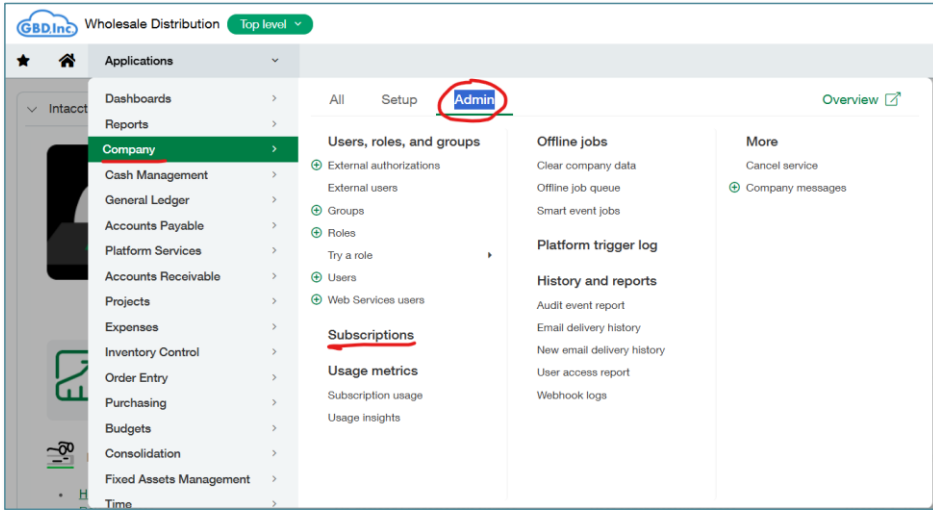 GBD,Inc. Wholesale Distribution Top level
Applications
Intacct
Dashboards
Reports
Company
Cash Management
General Ledger
Accounts Payable
Platform Services
Accounts Receivable
Projects
Expenses
Inventory Control
Order Entry
Purchasing
Budgets
Consolidation
Fixed Assets Management
Time
All Setup Admin Overview
Users, roles, and groups
External authorizations
External users
Groups
Roles
Try a role
Users
Web Services users
Subscriptions
Usage metrics
Subscription usage
Usage insights
Offline jobs
Clear company data
Offline job queue
Smart event jobs
Platform trigger log
History and reports
Audit event report
Email delivery history
New email delivery history
User access report
Webhook logs
More
Cancel service
Company messages